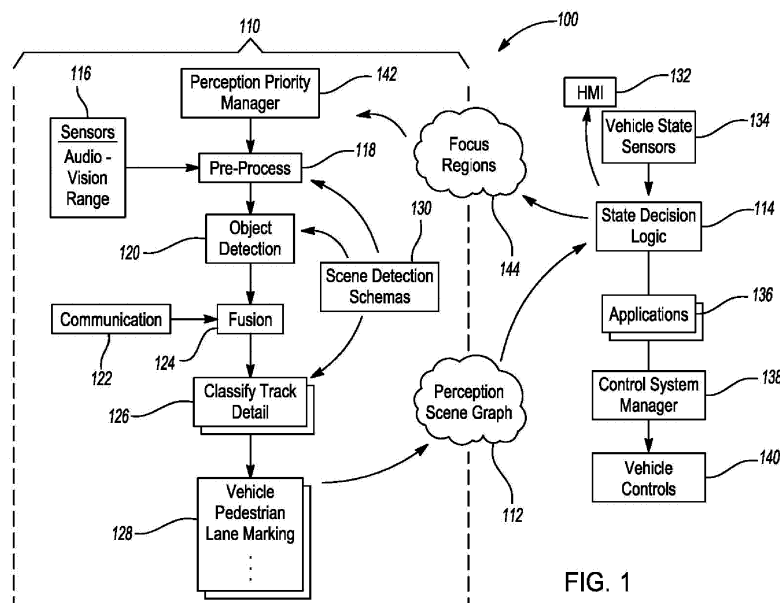 110
100
116
142
132
HMI
134
Perception Priority
Manager
Sensors
Audio -
Vision
Range
Focus
Regions
Vehicle State
Sensors
Pre-Process
118
130
114
Object
Detection
120
144
State Decision
Logic
Scene Detection
Schemas
136
Communication
Fusion
Applications
122
124
Classify Track
Detail
126
Perception
Scene Graph
Control System
Manager
138
112
140
Vehicle
Controls
Vehicle
Pedestrian
Lane Marking
128
FIG. 1